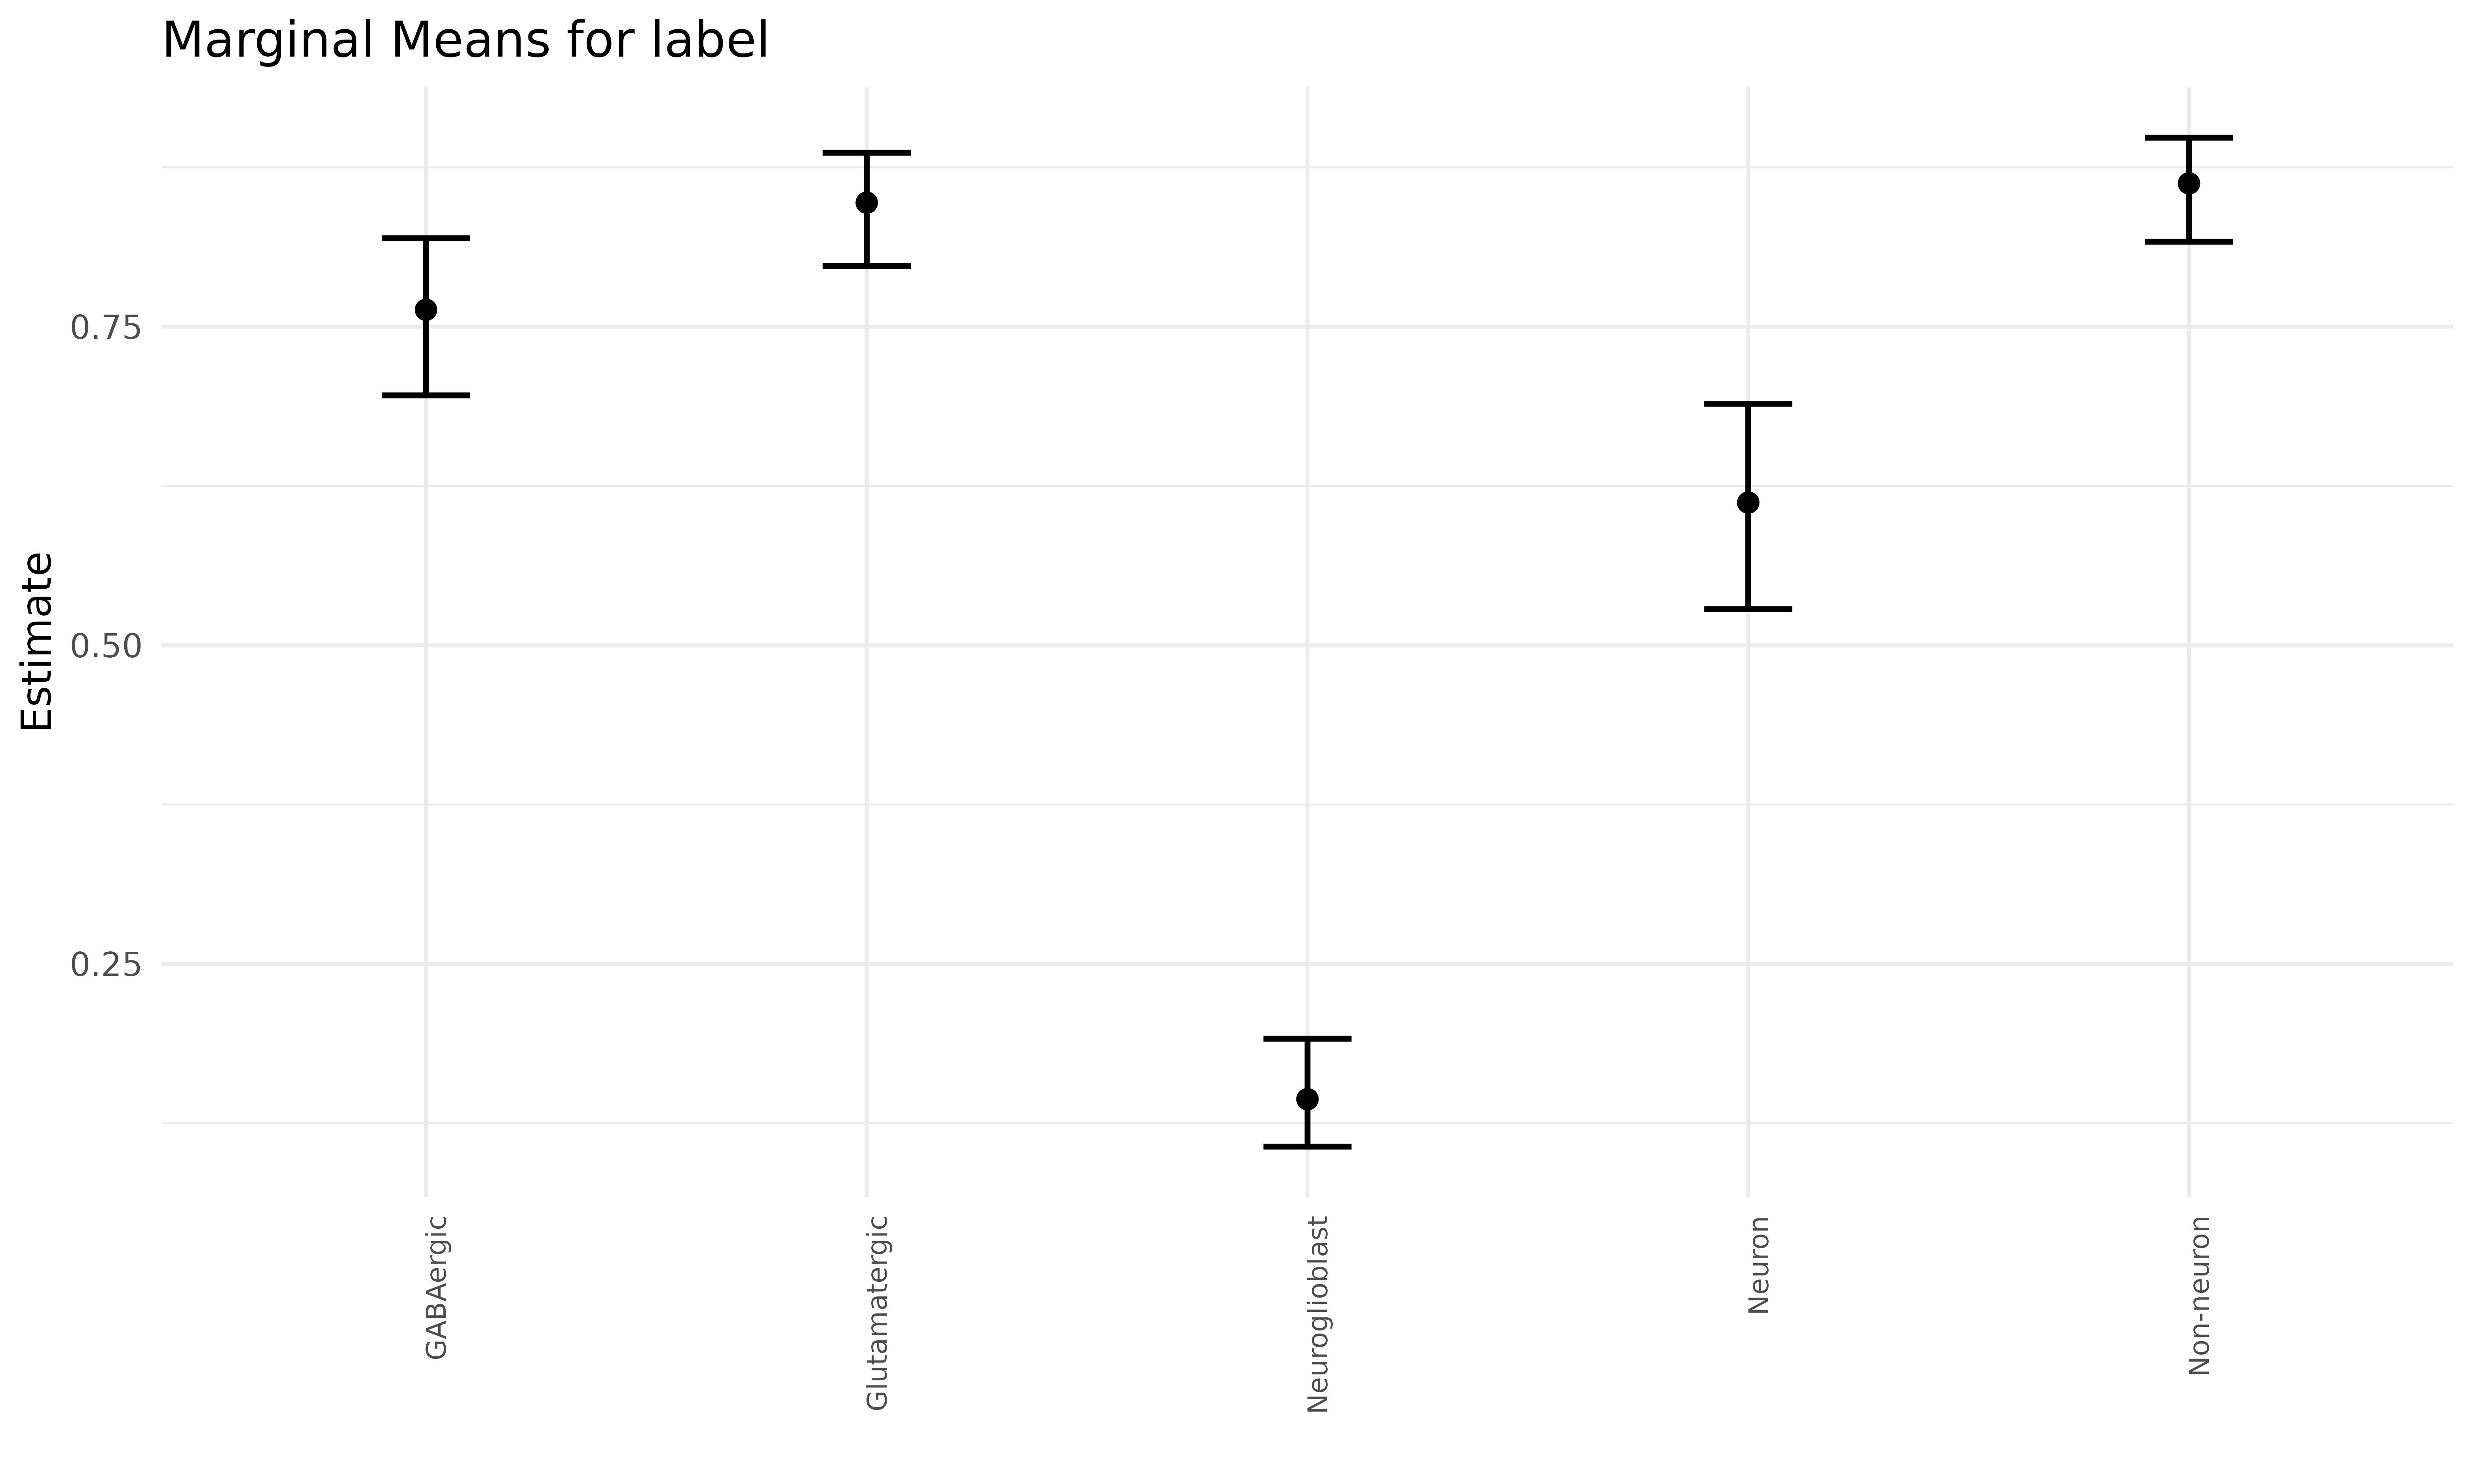 Marginal Means for label
Estimate
0.75
0.50
0.25
GABAergic
Glutamatergic
Neuroglioblast
Neuron
Non-neuron